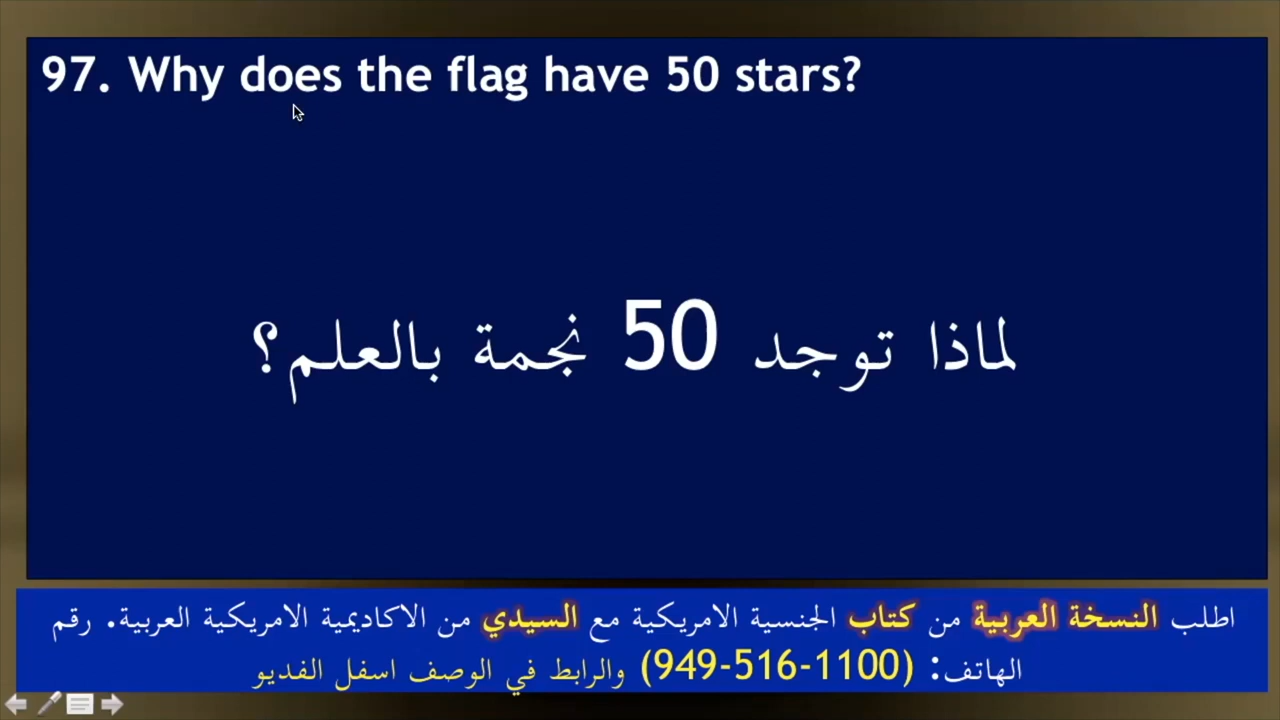 97. Why does the flag have 50 stars?
لماذا توجد 50 نجمة بالعلم؟
اطلب النسخة العربية من كتاب الجنسية الامريكية مع السيدي من الاكاديمية الامريكية العربية. رقم
الهاتف: (949-516-1100) والرابط في الوصف اسفل الفديو